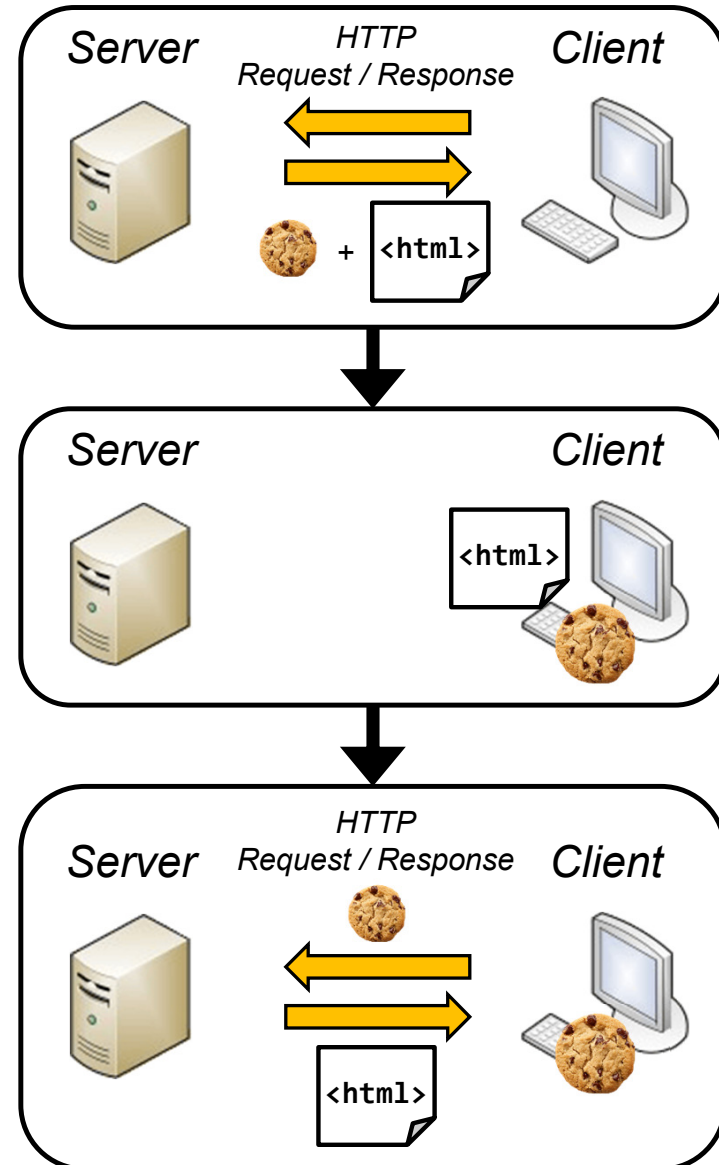 Server
HTTP
Request / Response
Client
+
<html>
Server
Client
<html>
Server
HTTP
Request / Response
Client
<html>